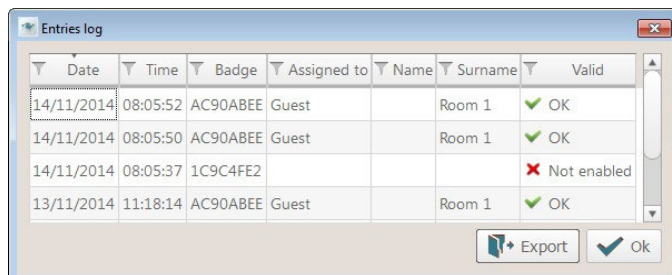 Entries log
Date Time Badge Assigned to Name Surname Valid
14/11/2014 08:05:52 AC90ABEE Guest Room 1 OK
14/11/2014 08:05:50 AC90ABEE Guest Room 1 OK
14/11/2014 08:05:37 1C9C4FE2 Not enabled
13/11/2014 11:18:14 AC90ABEE Guest Room 1 OK
Export Ok